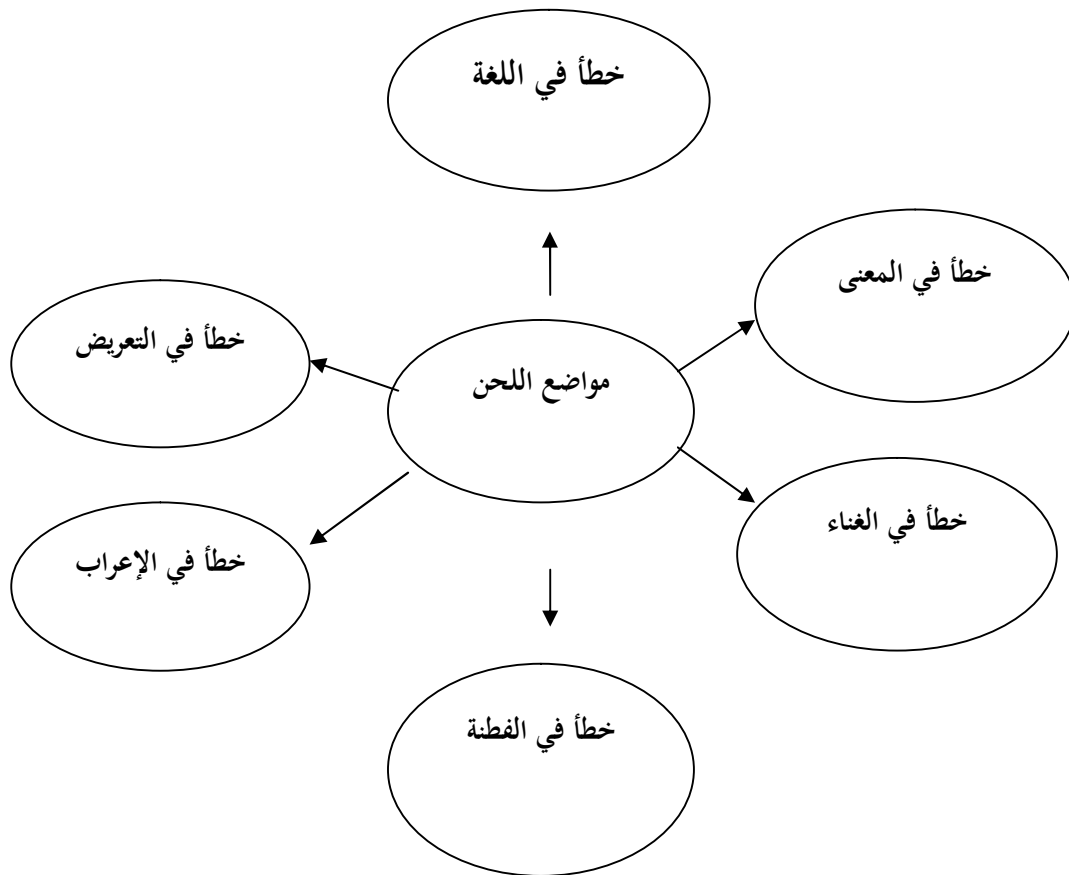 خطأ في اللغة
خطأ في المعنى
خطأ في التعريض
مواضع اللحن
خطأ في الغناء
خطأ في الإعراب
خطأ في الفطنة